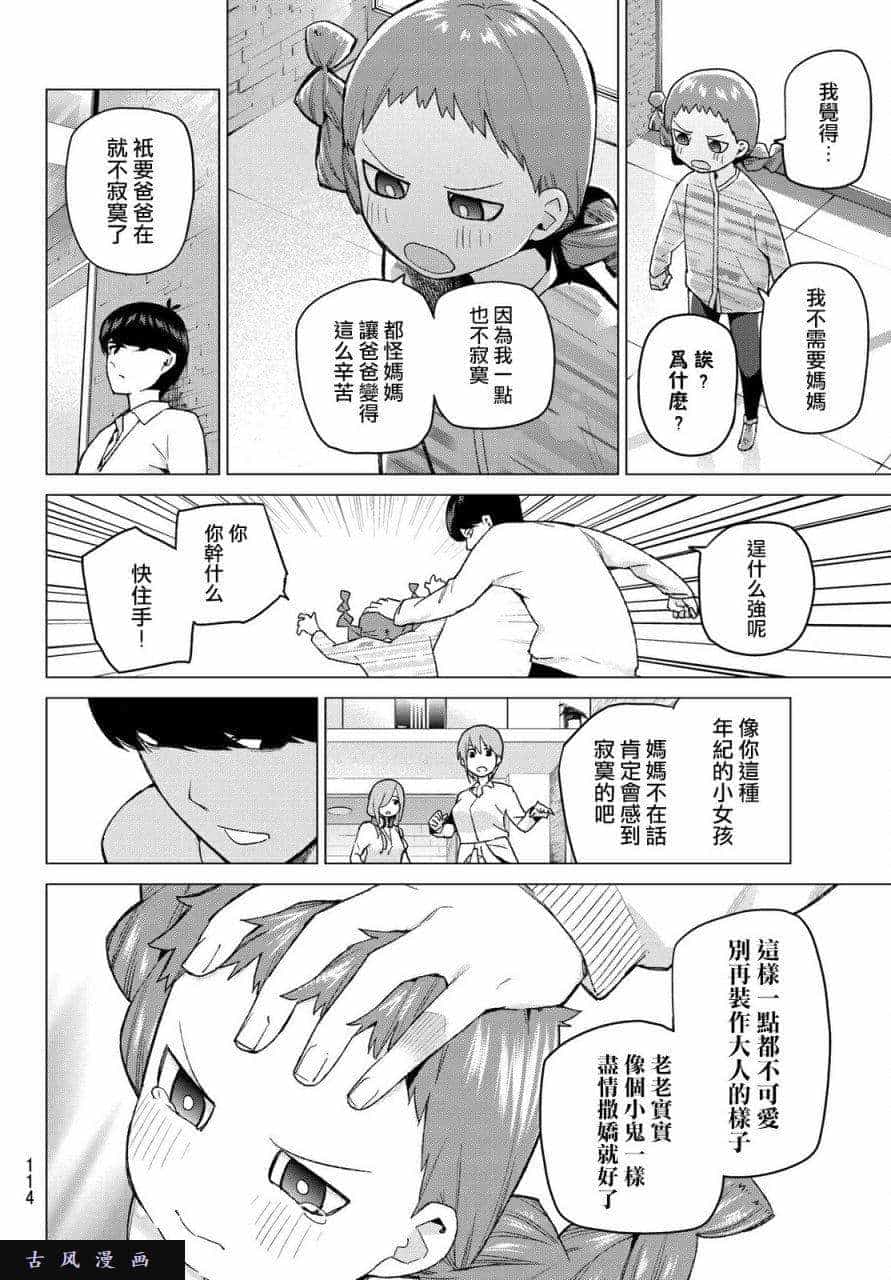 我覺得…
我不需要媽媽
誒?
爲什麽?
因為我一點
也不寂寞
都怪媽媽
讓爸爸變得
這么辛苦
衹要爸爸在
就不寂寞了
逞什么強呢
你
你幹什么
快住手！
像你這種
年紀的小女孩
媽媽不在話
肯定會感到
寂寞的吧
這樣一點都不可愛
別再裝作大人的樣子
老老實實
像個小鬼一樣
盡情撒嬌就好了
114
古风漫画